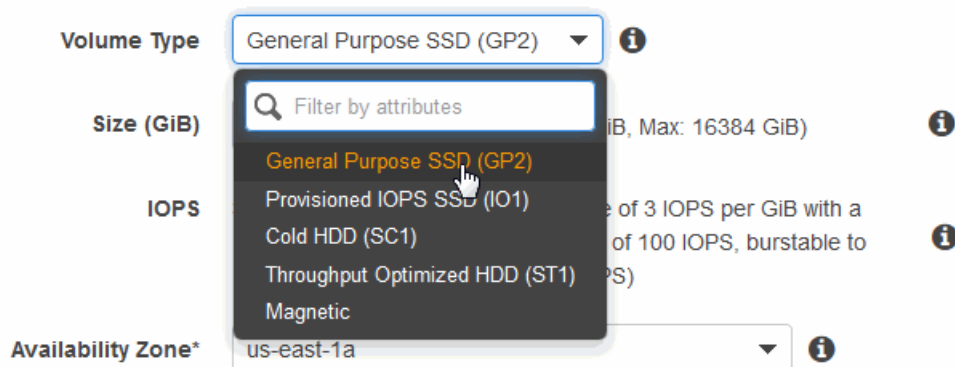 Volume Type General Purpose SSD (GP2)
Filter by attributes
Size (GiB) iB, Max: 16384 GiB)
General Purpose SSD (GP2)
Provisioned IOPS SSD (IO1)
IOPS of 3 IOPS per GiB with a
Cold HDD (SC1) of 100 IOPS, burstable to
Throughput Optimized HDD (ST1) PS)
Magnetic
Availability Zone* us-east-1a